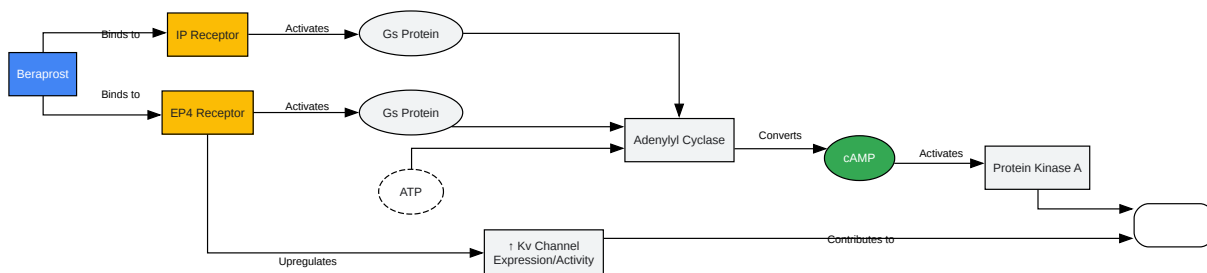 Binds to
IP Receptor
Activates
Gs Protein
Beraprost
Binds to
EP4 Receptor
Activates
Gs Protein
Adenylyl Cyclase
Converts
cAMP
Activates
Protein Kinase A
ATP
Upregulates
↑ Kv Channel
Expression/Activity
Contributes to